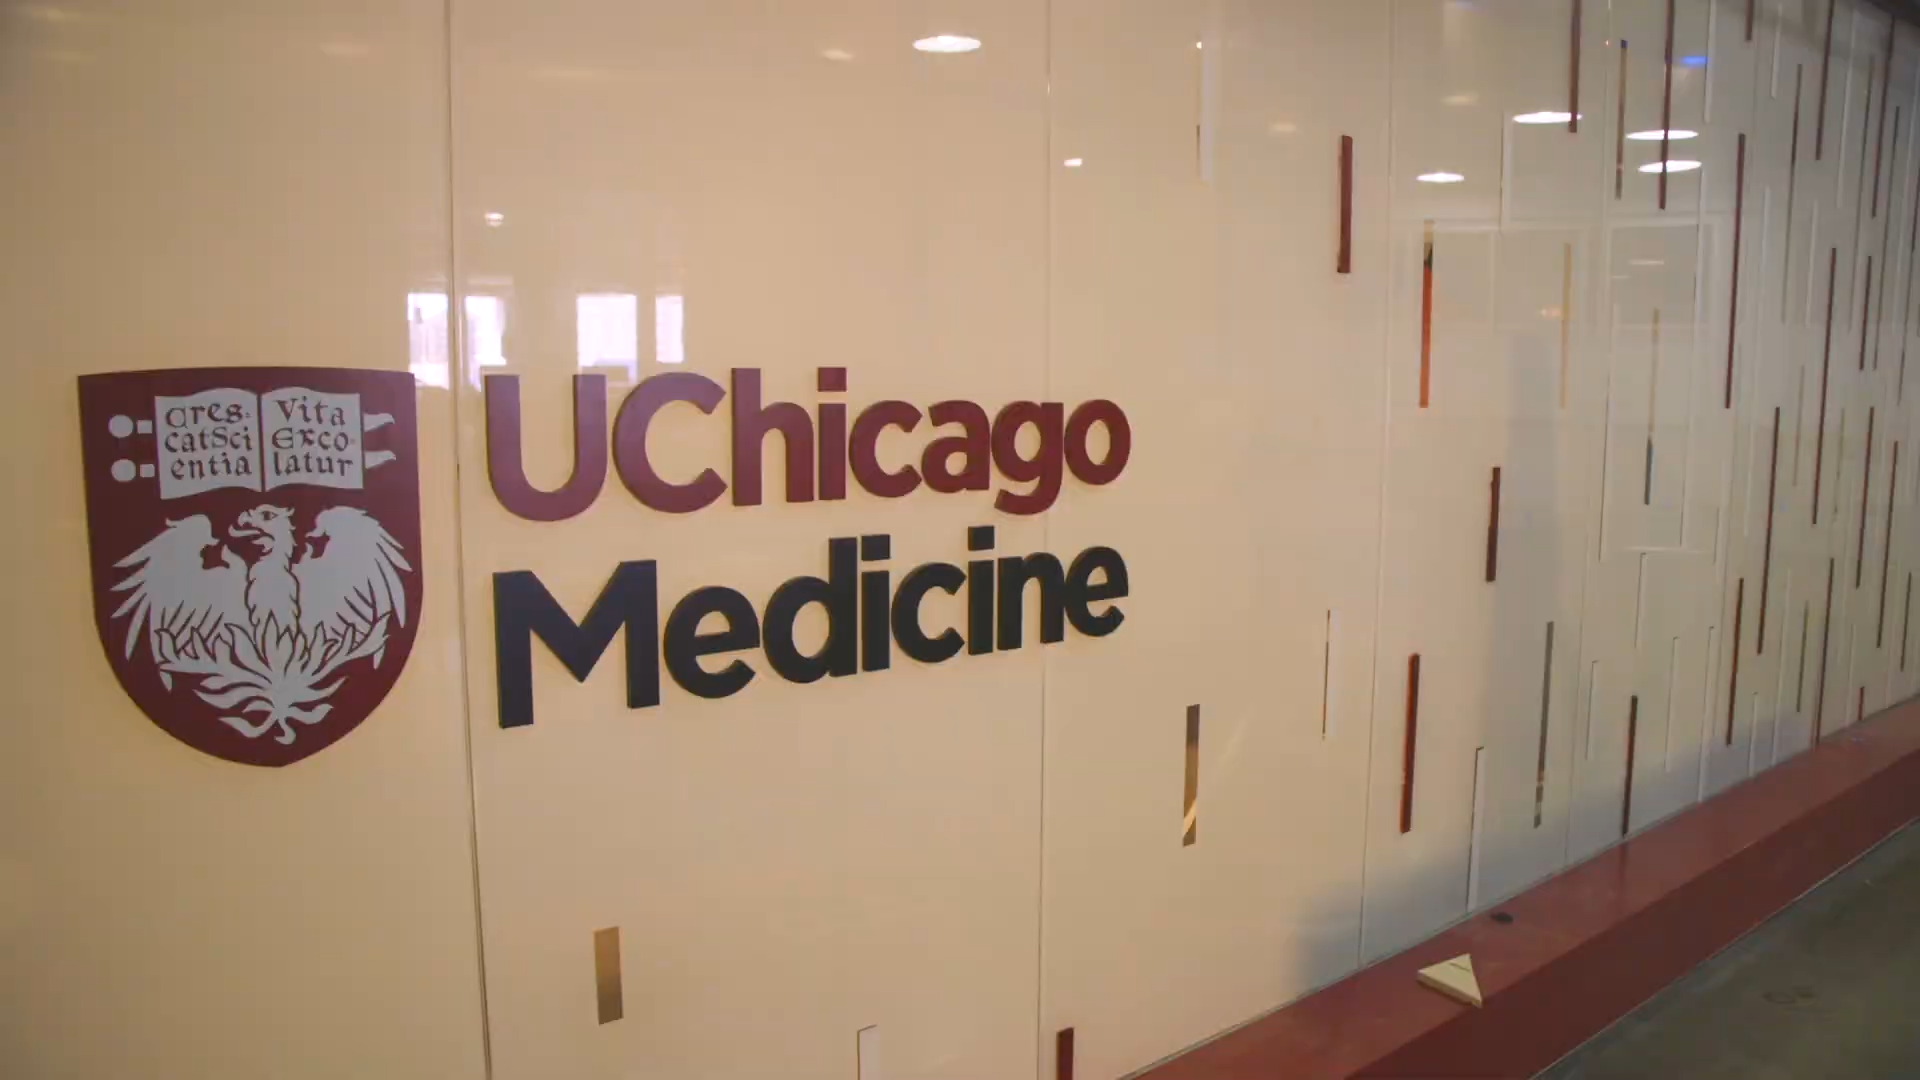 Cres-
catSci
entia
Vita
Exco-
latur
UChicago
Medicine